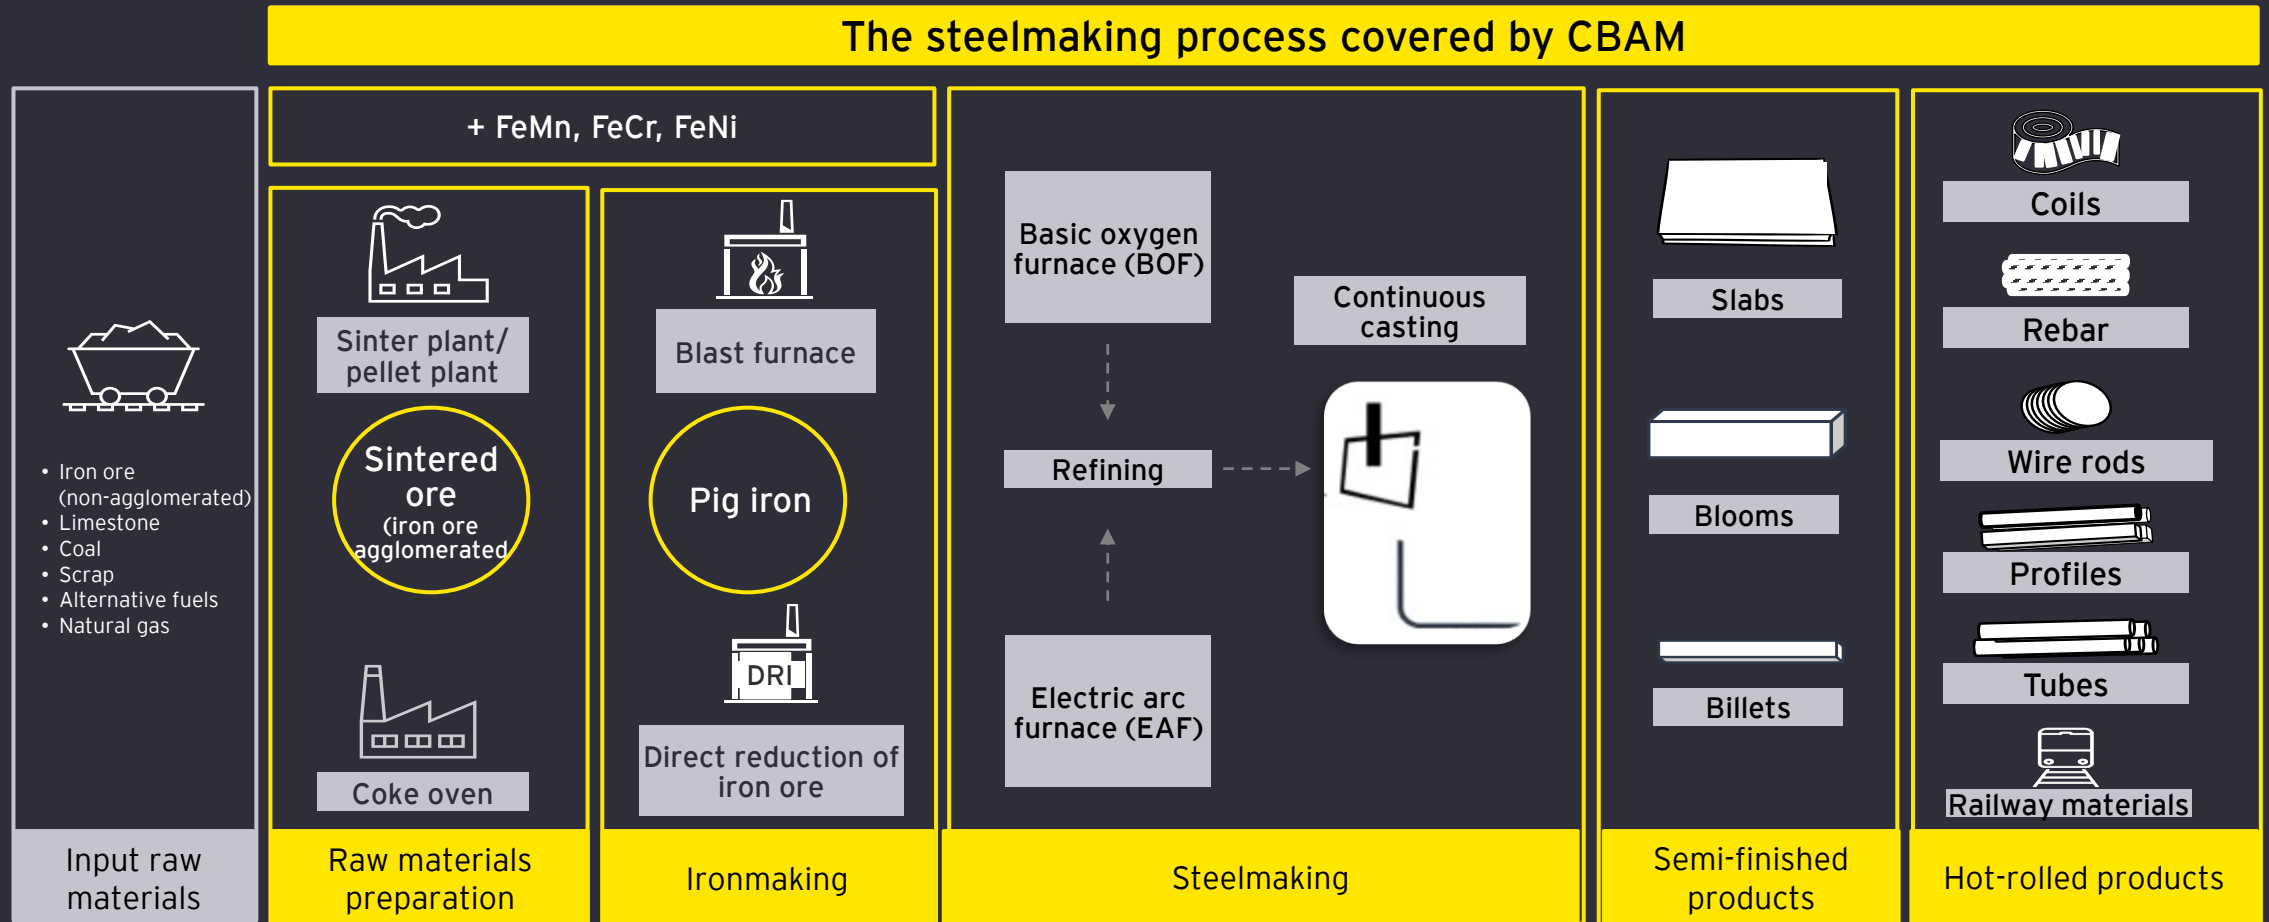 The steelmaking process covered by CBAM
• Iron ore
(non-agglomerated)
• Limestone
• Coal
• Scrap
• Alternative fuels
• Natural gas
Input raw
materials
+ FeMn, FeCr, FeNi
Sinter plant/
pellet plant
Sintered
ore
(iron ore
agglomerated
Coke oven
Raw materials
preparation
Blast furnace
Pig iron
DRI
Direct reduction of
iron ore
Ironmaking
Basic oxygen
furnace (BOF)
Refining
Electric arc
furnace (EAF)
Continuous
casting
Steelmaking
Slabs
Blooms
Billets
Semi-finished
products
Coils
Rebar
Wire rods
Profiles
Tubes
Railway materials
Hot-rolled products